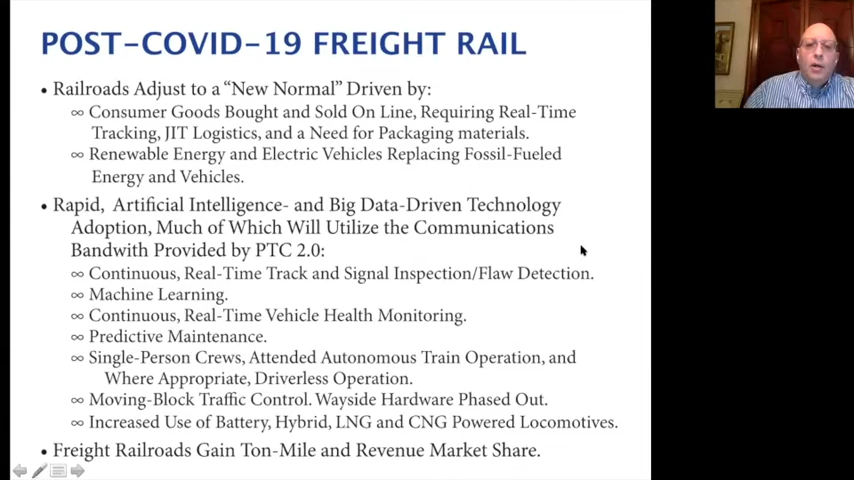 POST-COVID-19 FREIGHT RAIL
• Railroads Adjust to a “New Normal” Driven by:
∞ Consumer Goods Bought and Sold On Line, Requiring Real-Time
Tracking, JIT Logistics, and a Need for Packaging materials.
∞ Renewable Energy and Electric Vehicles Replacing Fossil-Fueled
Energy and Vehicles.
• Rapid, Artificial Intelligence- and Big Data-Driven Technology
Adoption, Much of Which Will Utilize the Communications
Bandwith Provided by PTC 2.0:
∞ Continuous, Real-Time Track and Signal Inspection/Flaw Detection.
∞ Machine Learning.
∞ Continuous, Real-Time Vehicle Health Monitoring.
∞ Predictive Maintenance.
∞ Single-Person Crews, Attended Autonomous Train Operation, and
Where Appropriate, Driverless Operation.
∞ Moving-Block Traffic Control. Wayside Hardware Phased Out.
∞ Increased Use of Battery, Hybrid, LNG and CNG Powered Locomotives.
• Freight Railroads Gain Ton-Mile and Revenue Market Share.